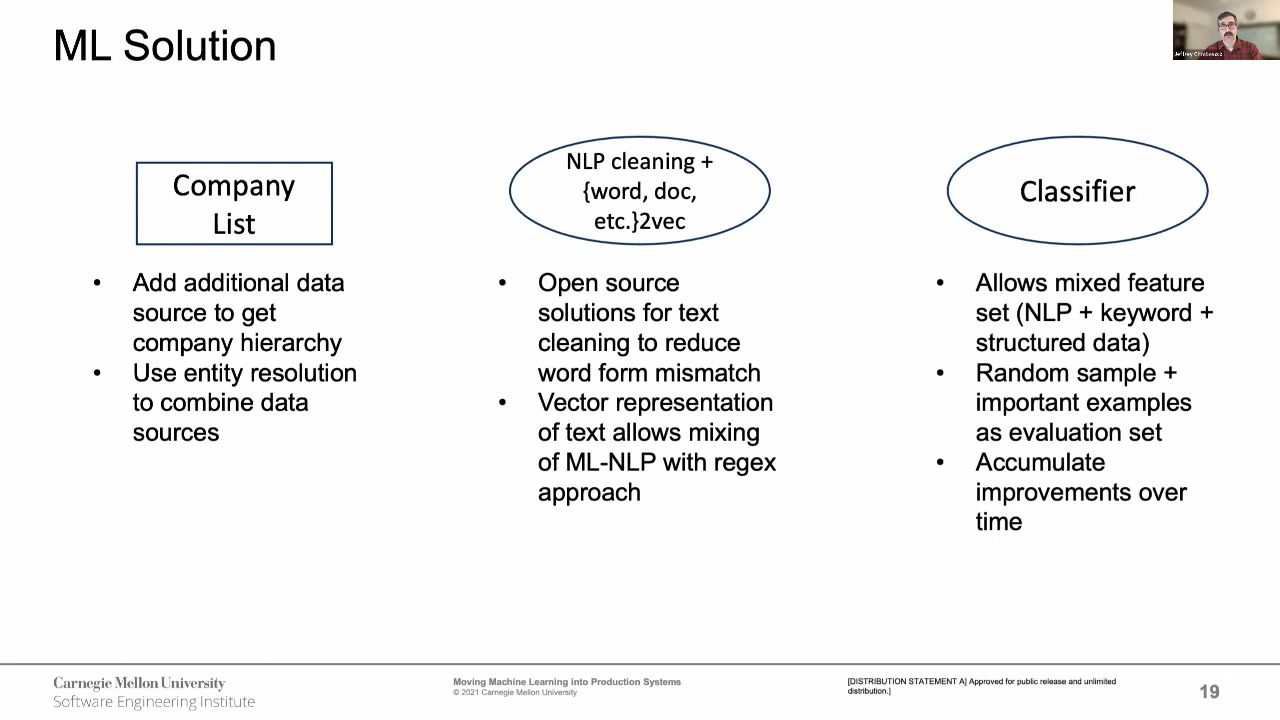 ML Solution
Company
List
• Add additional data
source to get
company hierarchy
• Use entity resolution
to combine data
sources
NLP cleaning +
{word, doc,
etc.}2vec
• Open source
solutions for text
cleaning to reduce
word form mismatch
• Vector representation
of text allows mixing
of ML-NLP with regex
approach
Classifier
• Allows mixed feature
set (NLP + keyword +
structured data)
• Random sample +
important examples
as evaluation set
• Accumulate
improvements over
time
Carnegie Mellon University
Software Engineering Institute
Moving Machine Learning into Production Systems
© 2021 Carnegie Mellon University
[DISTRIBUTION STATEMENT A] Approved for public release and unlimited
distribution.]
19
Jeffrey